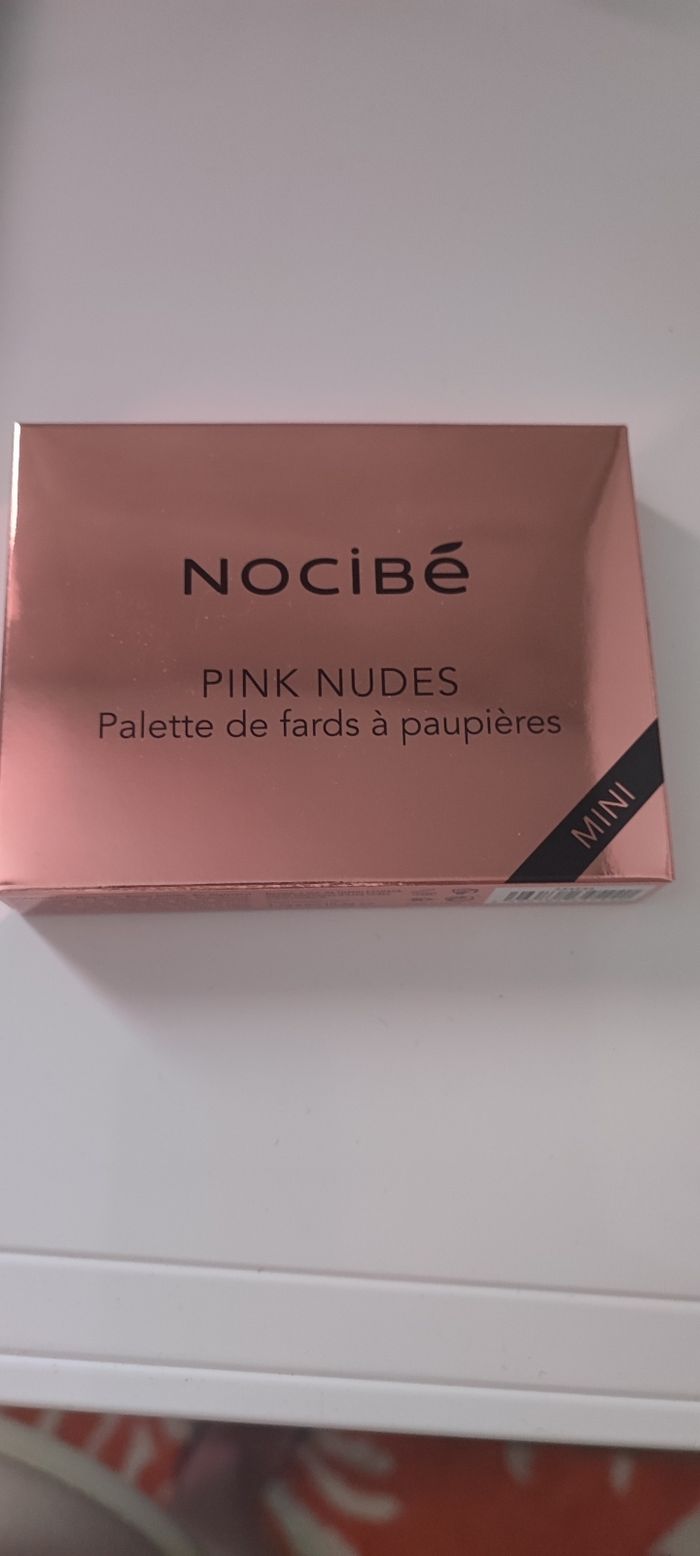 NOCiBé
PINK NUDES
Palette de fards à paupières
MINI